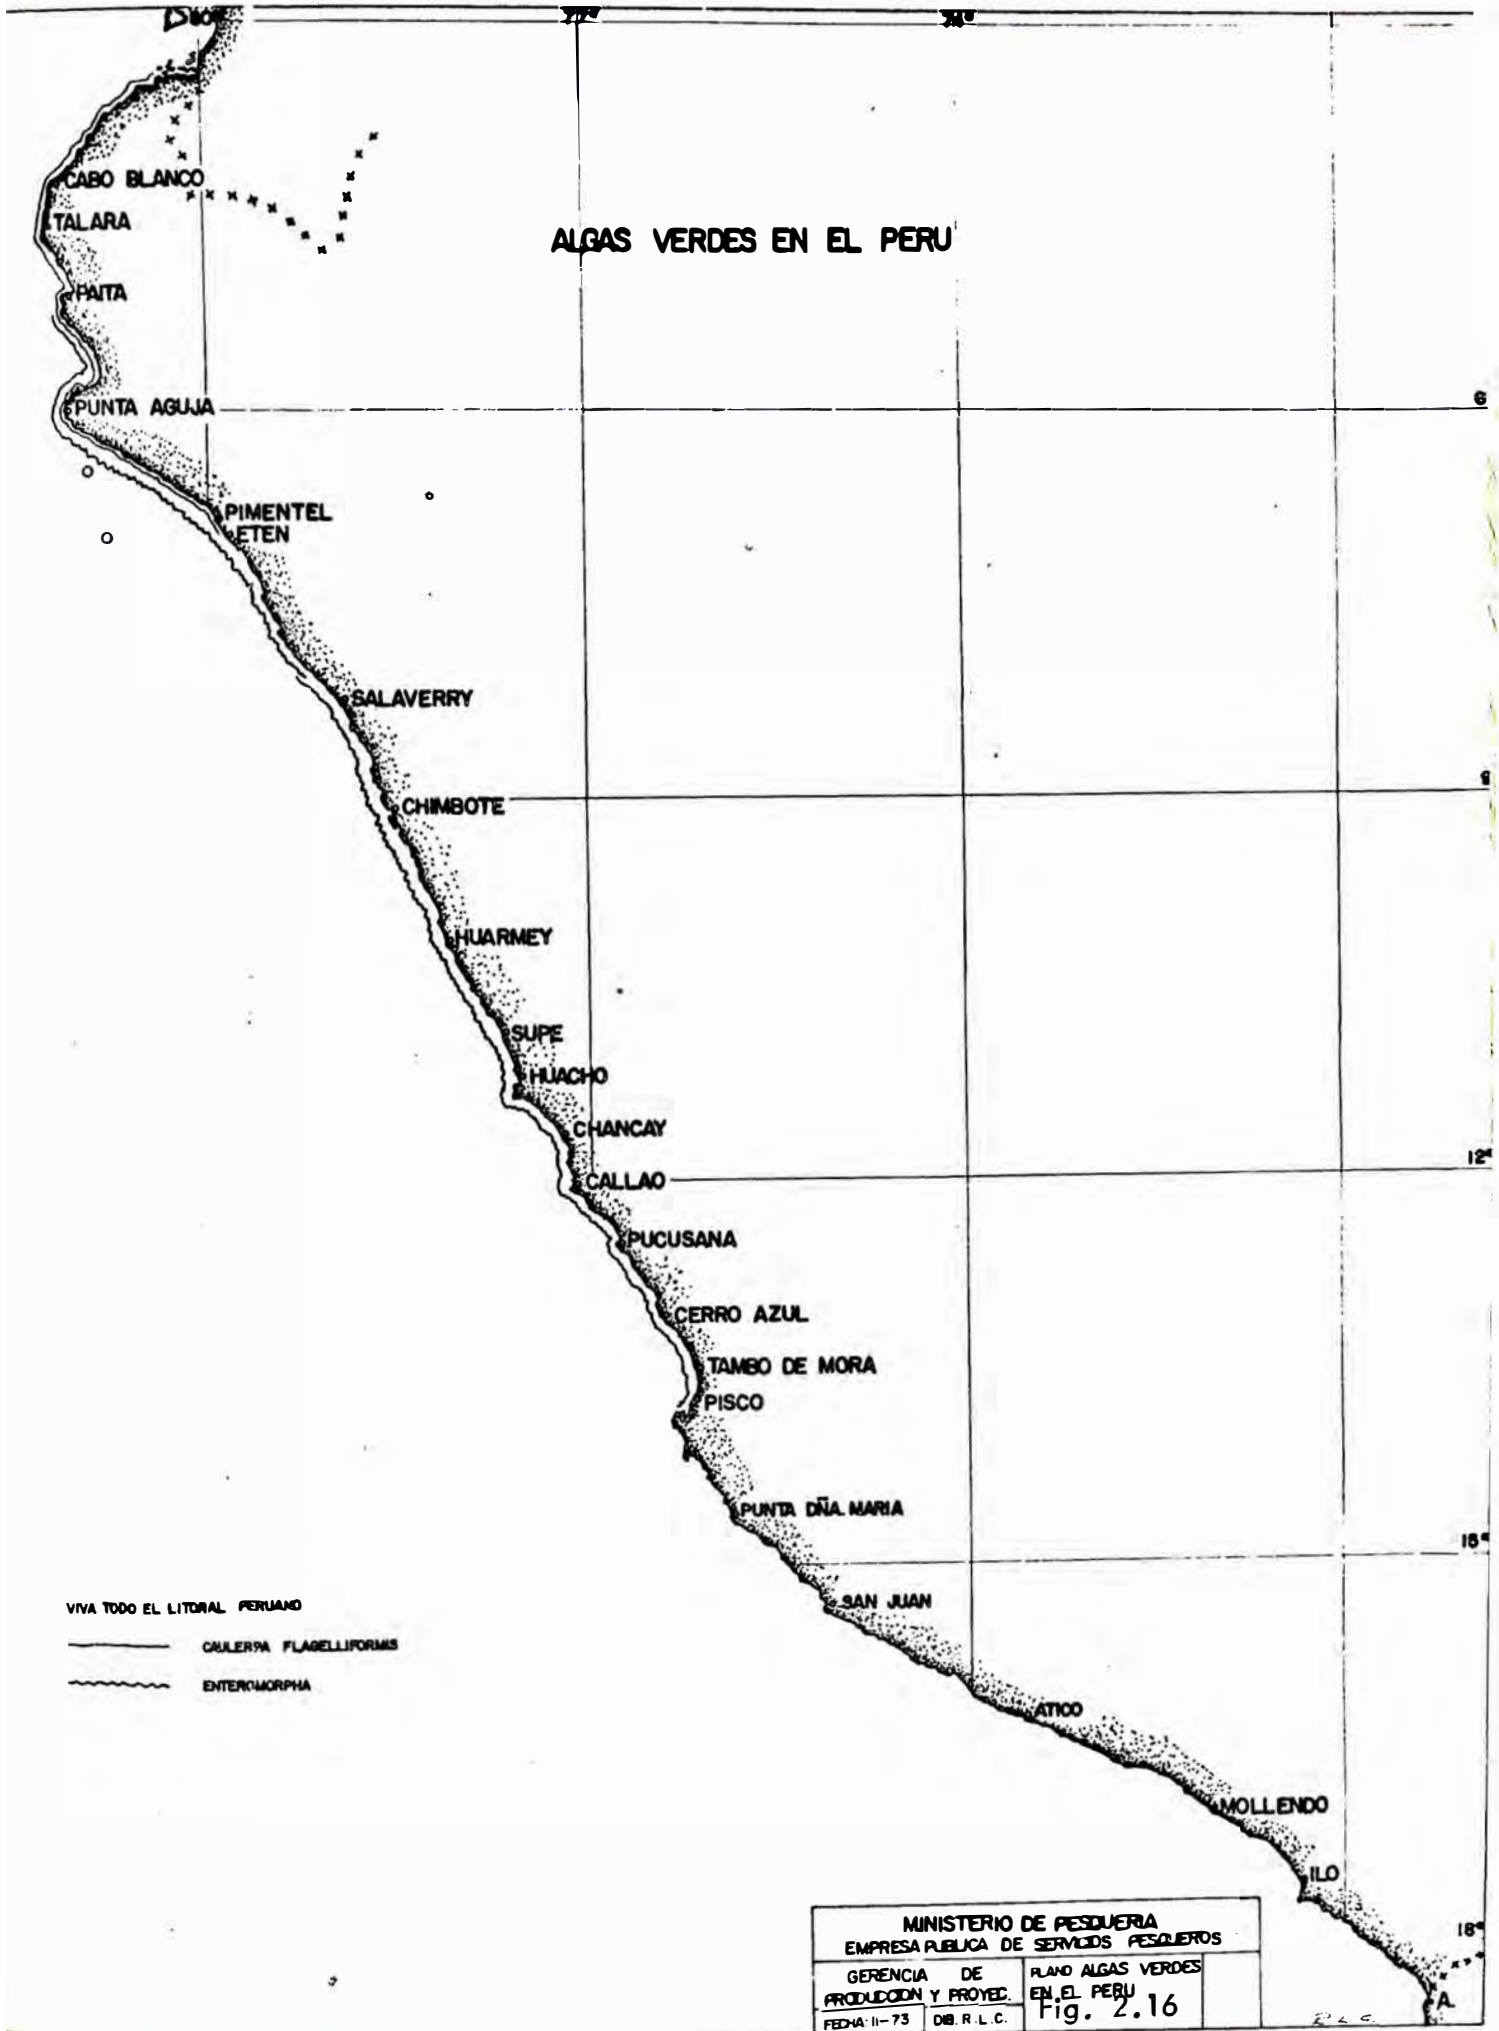 80°
ALGAS VERDES EN EL PERU
CABO BLANCO
TALARA
PAITA
PUNTA AGUJA
6
PIMENTEL
ETEN
SALAVERRY
CHIMBOTE
9
HUARMEY
SUPE
HUACHO
CHANCAY
CALLAO
12°
PUCUSANA
CERRO AZUL
TAMBO DE MORA
PISCO
PUNTA DÑA. MARIA
15°
SAN JUAN
ATICO
MOLLENDO
ILO
18°
A.
VIVA TODO EL LITORAL PERUANO
CAULERPA FLAGELLIFORMIS
ENTEROMORPHA
MINISTERIO DE PESQUERIA
EMPRESA PUBLICA DE SERVICIOS PESQUEROS
GERENCIA DE
PRODUCCION Y PROYEC.
PLANO ALGAS VERDES
EN EL PERU
Fig. 2.16
FECHA: 11-73
DIB. R.L.C.
R L C.